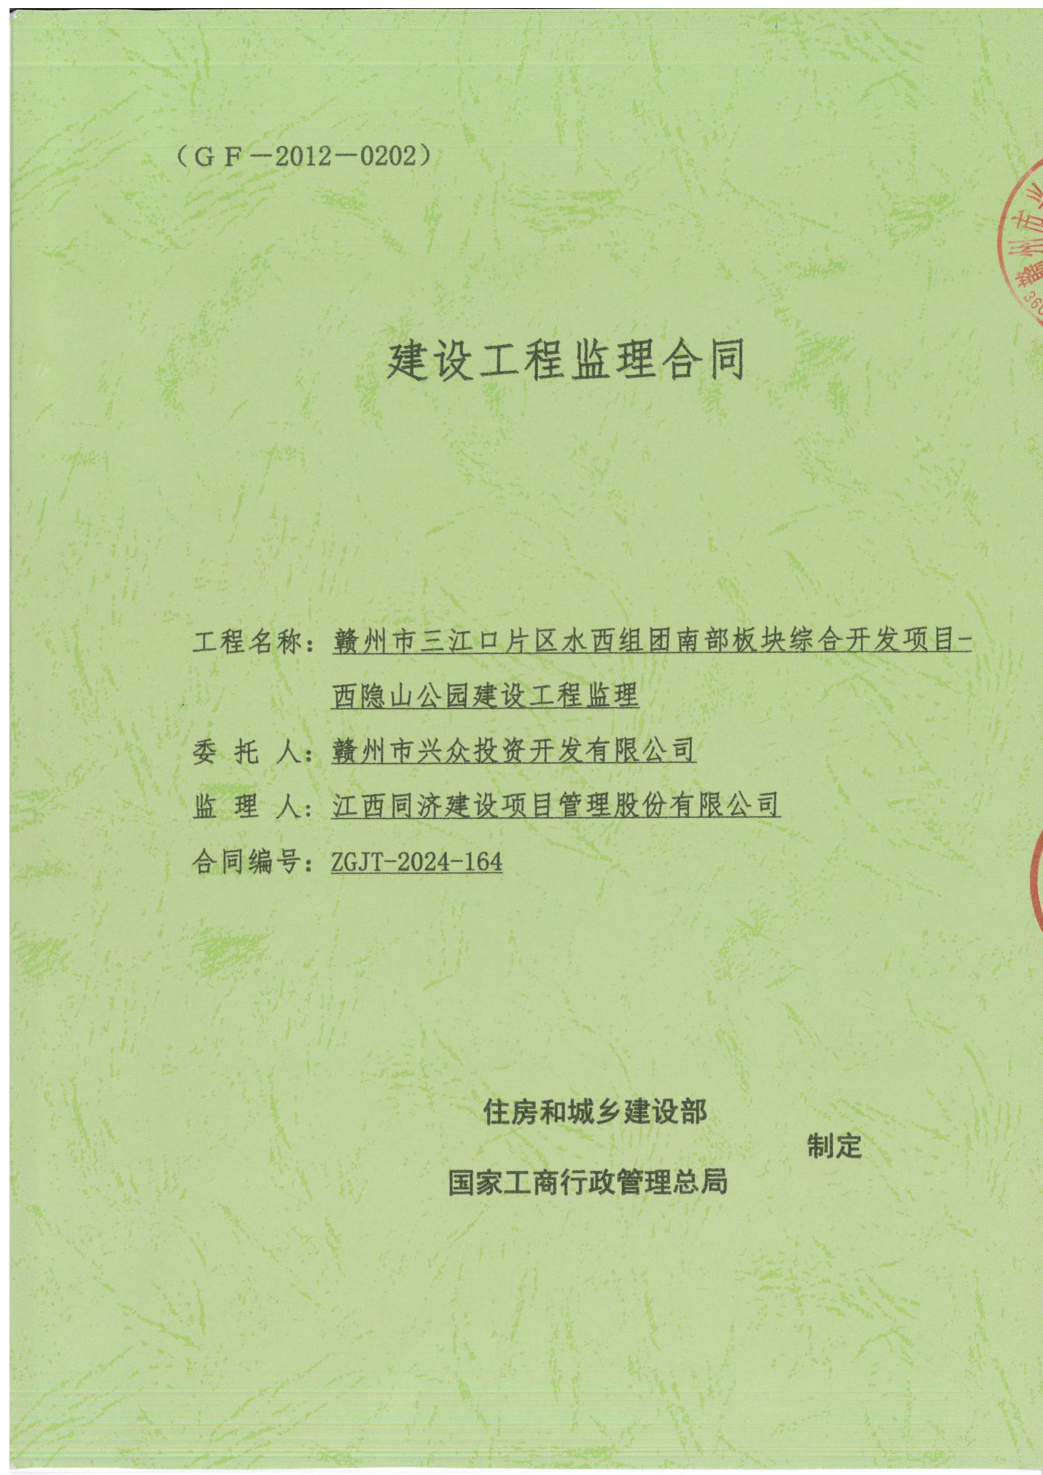 （GF－2012－0202）
赣州市兴
360
建设工程监理合同
工程名称：赣州市三江口片区水西组团南部板块综合开发项目-
西隐山公园建设工程监理
委 托 人：赣州市兴众投资开发有限公司
监 理 人：江西同济建设项目管理股份有限公司
合同编号：ZGJT-2024-164
住房和城乡建设部
制定
国家工商行政管理总局